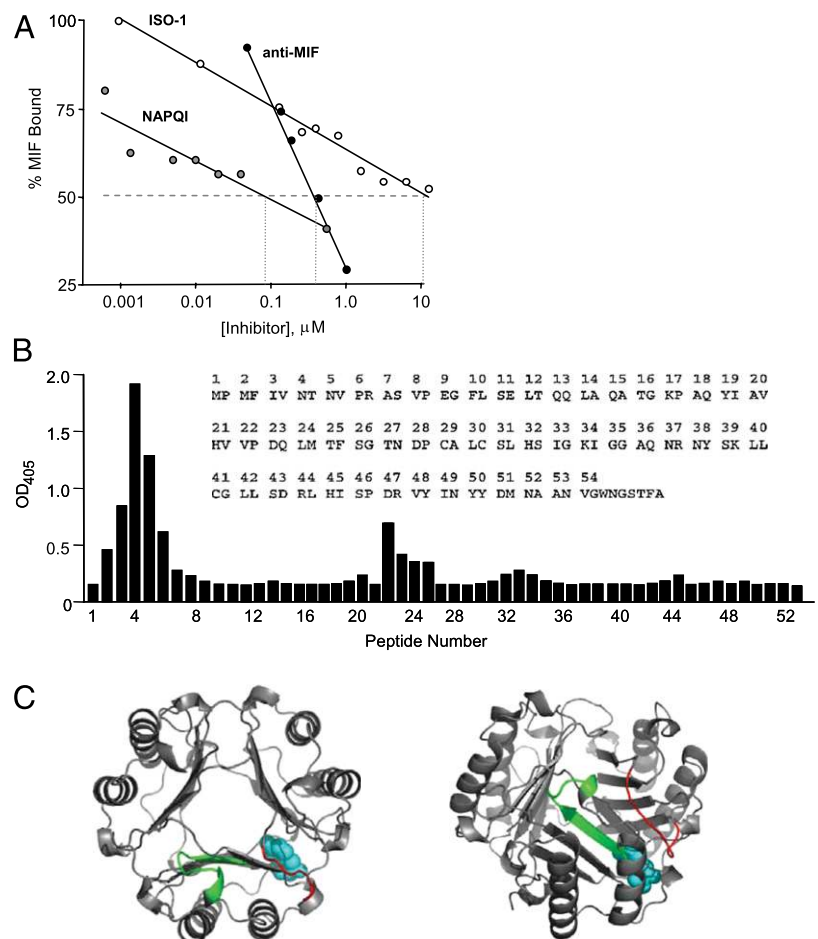 A
100
75
50
25
% MIF Bound
ISO-1
anti-MIF
NAPQI
0.001 0.01 0.1 1.0 10
[Inhibitor], μM
B
2.0
1.5
1.0
0.5
0
OD405
1 2 3 4 5 6 7 8 9 10 11 12 13 14 15 16 17 18 19 20
MP MF IV NT NV PR AS VP EG FL SE LT QQ LA QA TG KP AQ YI AV
21 22 23 24 25 26 27 28 29 30 31 32 33 34 35 36 37 38 39 40
HV VP DQ LM TF SG TN DP CA LC SL HS IG KI GG AQ NR NY SK LL
41 42 43 44 45 46 47 48 49 50 51 52 53 54
CG LL SD RL HI SP DR VY IN YY DM NA AN VGWNGSTFA
1 4 8 12 16 20 24 28 32 36 40 44 48 52
Peptide Number
C